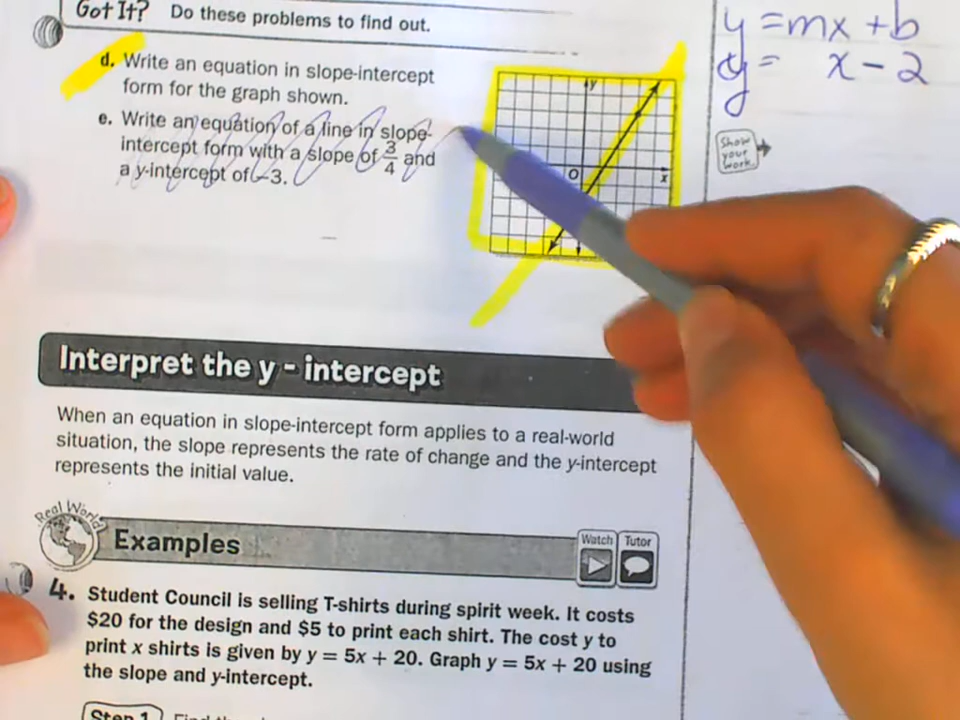 Got It? Do these problems to find out.
d. Write an equation in slope-intercept
form for the graph shown.
e. Write an equation of a line in slope-
intercept form with a slope of 3/4 and
a y-intercept of −3.
y
O
x
y = mx + b
y = x - 2
Show
your
work.
Interpret the y - intercept
When an equation in slope-intercept form applies to a real-world
situation, the slope represents the rate of change and the y-intercept
represents the initial value.
Real World
Examples
Watch Tutor
4. Student Council is selling T-shirts during spirit week. It costs
$20 for the design and $5 to print each shirt. The cost y to
print x shirts is given by y = 5x + 20. Graph y = 5x + 20 using
the slope and y-intercept.
Step 1 Find the